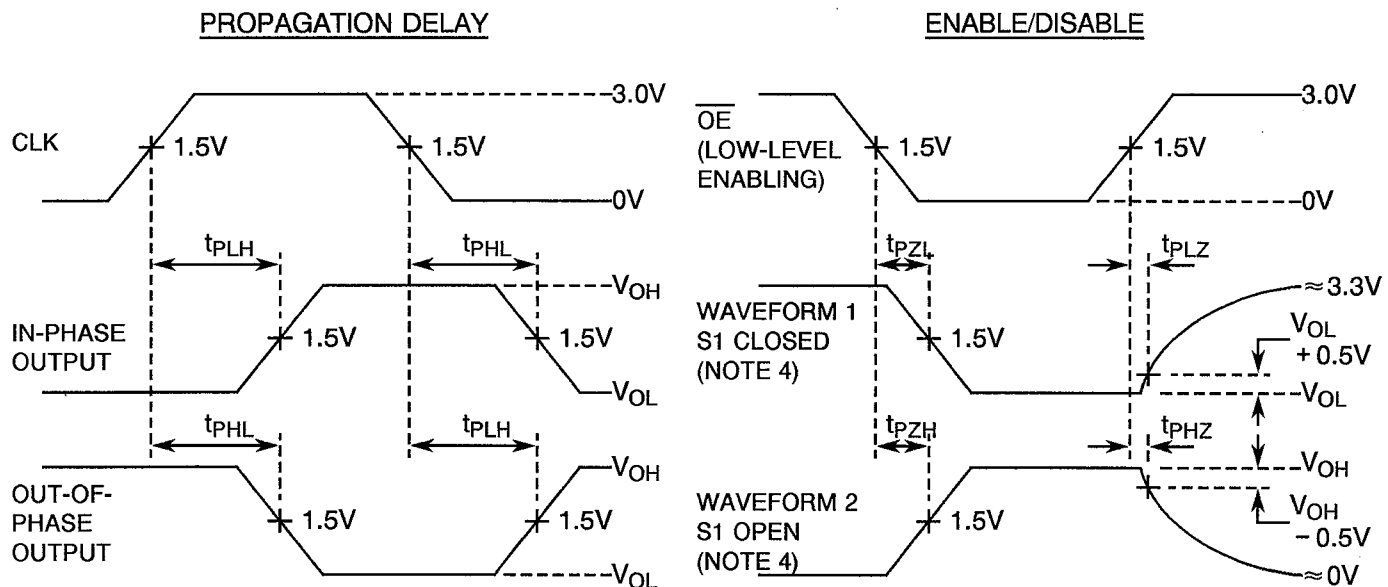 PROPAGATION DELAY
CLK
1.5V
1.5V
3.0V
0V
tPLH
tPHL
IN-PHASE
OUTPUT
1.5V
1.5V
VOH
VOL
tPHL
tPLH
OUT-OF-
PHASE
OUTPUT
1.5V
1.5V
VOH
VOL
ENABLE/DISABLE
OE
(LOW-LEVEL
ENABLING)
1.5V
1.5V
3.0V
0V
tPZL
tPLZ
WAVEFORM 1
S1 CLOSED
(NOTE 4)
1.5V
≈3.3V
VOL
+0.5V
VOL
tPZH
tPHZ
WAVEFORM 2
S1 OPEN
(NOTE 4)
1.5V
VOH
VOH
−0.5V
≈0V